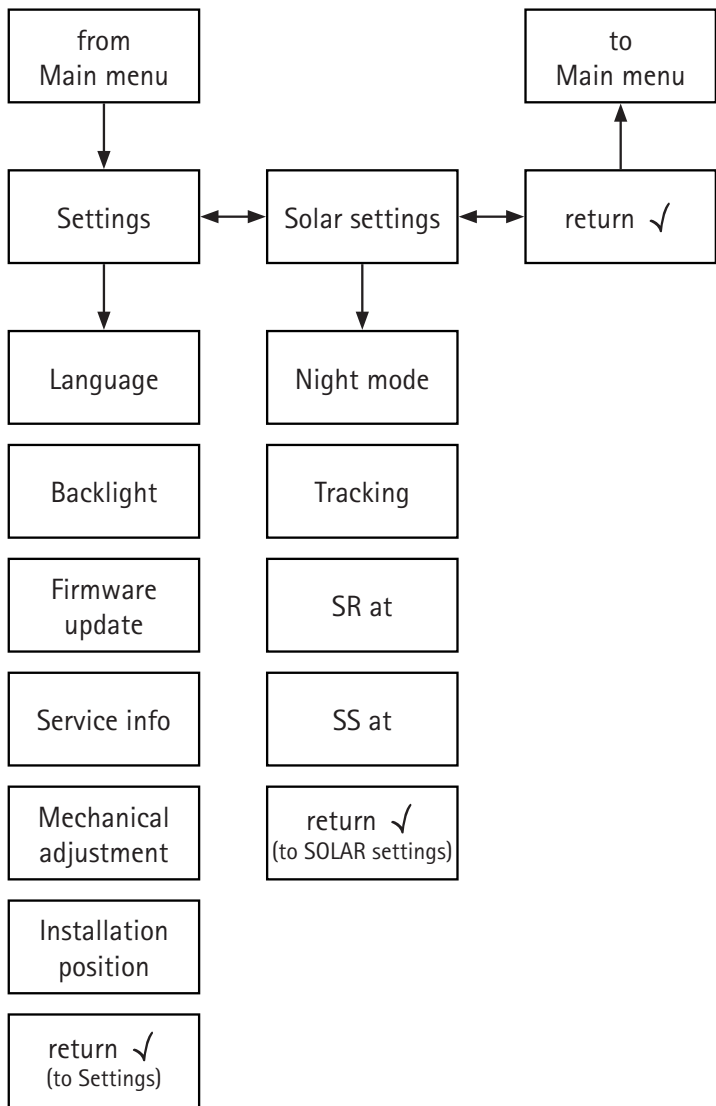 from
Main menu
to
Main menu
Settings
Solar settings
return ✓
Language
Night mode
Backlight
Tracking
Firmware
update
SR at
Service info
SS at
Mechanical
adjustment
return ✓
(to SOLAR settings)
Installation
position
return ✓
(to Settings)